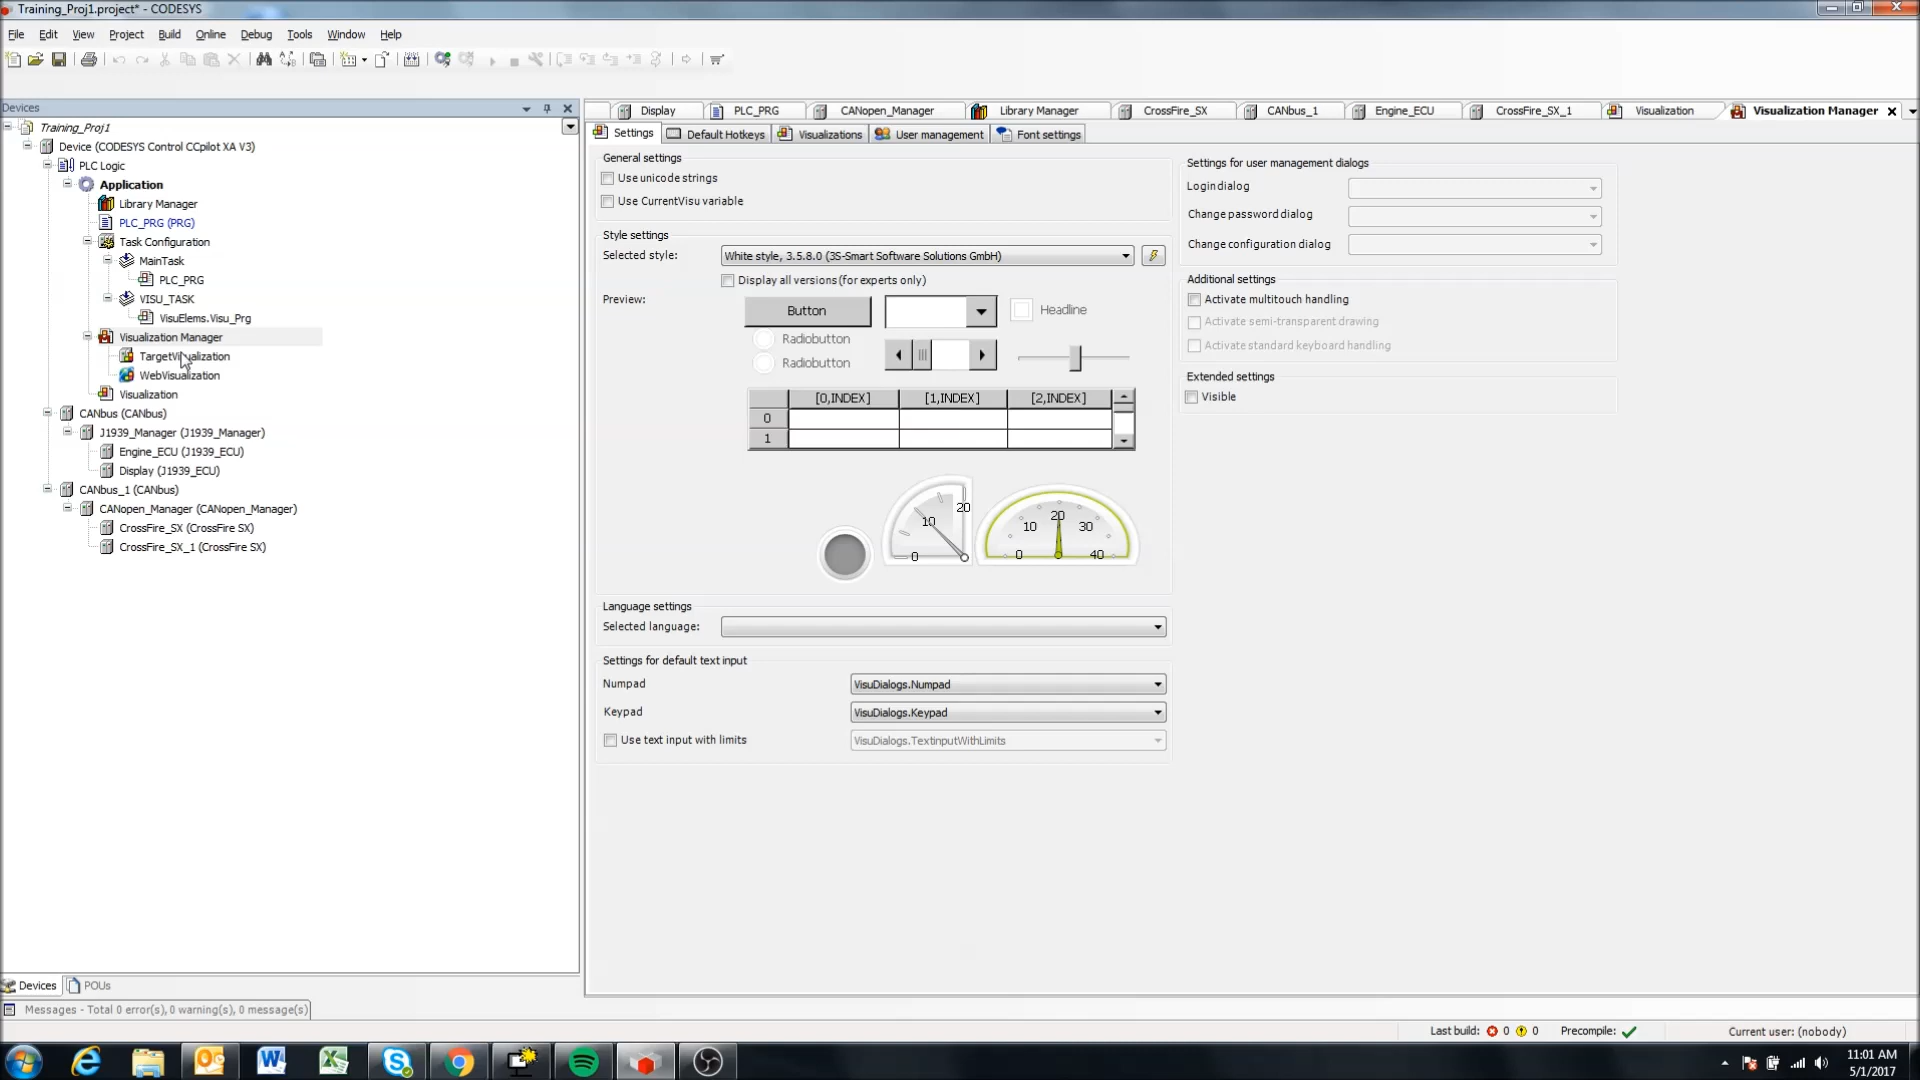 Training_Proj1.project* - CODESYS
File Edit View Project Build Online Debug Tools Window Help
Devices
Training_Proj1
Device (CODESYS Control CCpilot XA V3)
PLC Logic
Application
Library Manager
PLC_PRG (PRG)
Task Configuration
MainTask
PLC_PRG
VISU_TASK
VisuElems.Visu_Prg
Visualization Manager
TargetVisualization
WebVisualization
Visualization
CANbus (CANbus)
J1939_Manager (J1939_Manager)
Engine_ECU (J1939_ECU)
Display (J1939_ECU)
CANbus_1 (CANbus)
CANopen_Manager (CANopen_Manager)
CrossFire_SX (CrossFire SX)
CrossFire_SX_1 (CrossFire SX)
Devices POUs
Messages - Total 0 error(s), 0 warning(s), 0 message(s)
Display PLC_PRG CANopen_Manager Library Manager CrossFire_SX CANbus_1 Engine_ECU CrossFire_SX_1 Visualization Visualization Manager
Settings Default Hotkeys Visualizations User management Font settings
General settings
Use unicode strings
Use CurrentVisu variable
Style settings
Selected style: White style, 3.5.8.0 (3S-Smart Software Solutions GmbH)
Display all versions (for experts only)
Preview:
Button Headline
Radiobutton
Radiobutton
[0,INDEX] [1,INDEX] [2,INDEX]
0
1
0 10 20
0 10 20 30 40
Language settings
Selected language:
Settings for default text input
Numpad VisuDialogs.Numpad
Keypad VisuDialogs.Keypad
Use text input with limits VisuDialogs.TextinputWithLimits
Settings for user management dialogs
Login dialog
Change password dialog
Change configuration dialog
Additional settings
Activate multitouch handling
Activate semi-transparent drawing
Activate standard keyboard handling
Extended settings
Visible
Last build: 0 0 Precompile: Current user: (nobody)
11:01 AM
5/1/2017